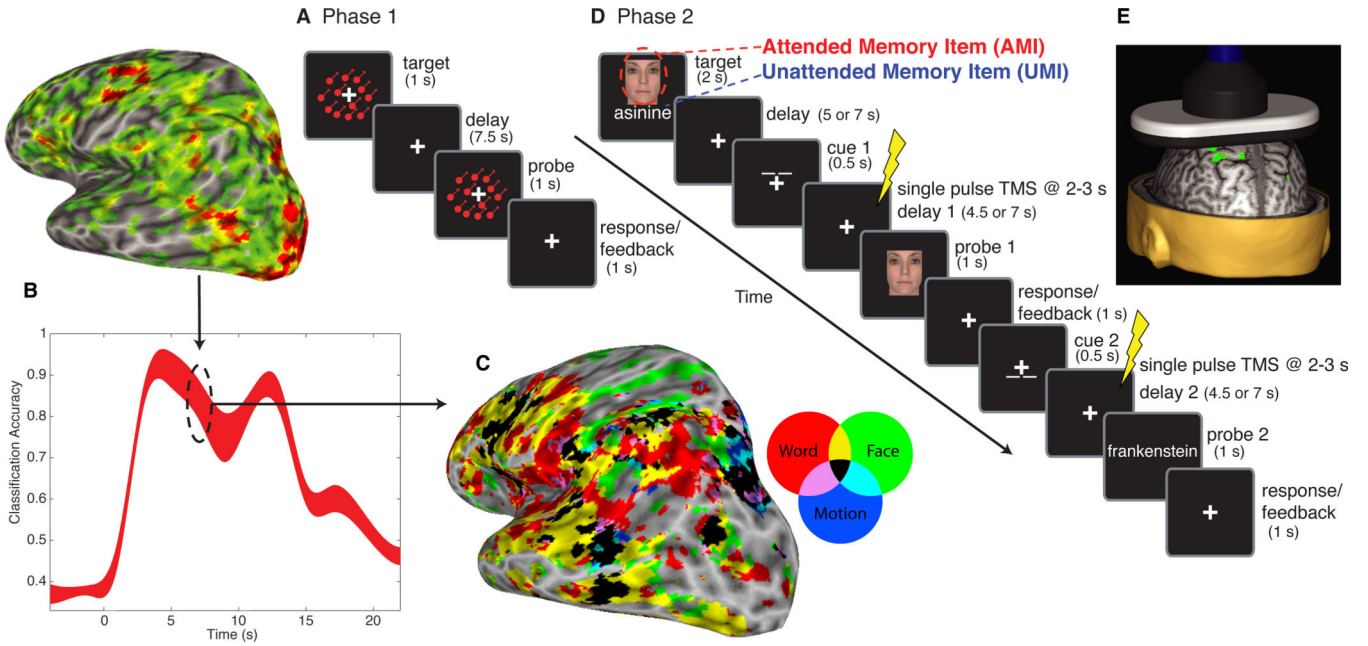 A Phase 1
target
(1 s)
delay
(7.5 s)
probe
(1 s)
response/
feedback
(1 s)
B
Classification Accuracy
1
0.9
0.8
0.7
0.6
0.5
0.4
0
5
10
15
20
Time (s)
C
Word
Face
Motion
D Phase 2
Attended Memory Item (AMI)
Unattended Memory Item (UMI)
asinine
target
(2 s)
delay (5 or 7 s)
cue 1
(0.5 s)
single pulse TMS @ 2-3 s
delay 1 (4.5 or 7 s)
probe 1
(1 s)
Time
response/
feedback (1 s)
cue 2
(0.5 s)
single pulse TMS @ 2-3 s
delay 2 (4.5 or 7 s)
frankenstein
probe 2
(1 s)
response/
feedback
(1 s)
E